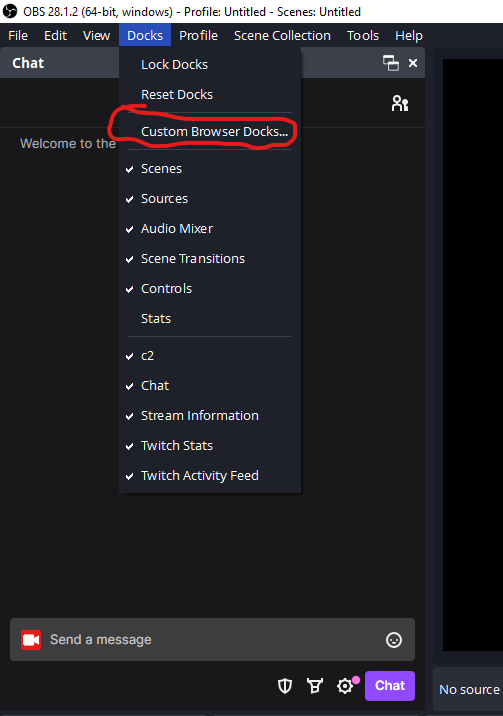 OBS 28.1.2 (64-bit, windows) - Profile: Untitled - Scenes: Untitled
File Edit View Docks Profile Scene Collection Tools Help
Chat
Lock Docks
Reset Docks
Custom Browser Docks...
Welcome to the
Scenes
Sources
Audio Mixer
Scene Transitions
Controls
Stats
c2
Chat
Stream Information
Twitch Stats
Twitch Activity Feed
Send a message
Chat
No source